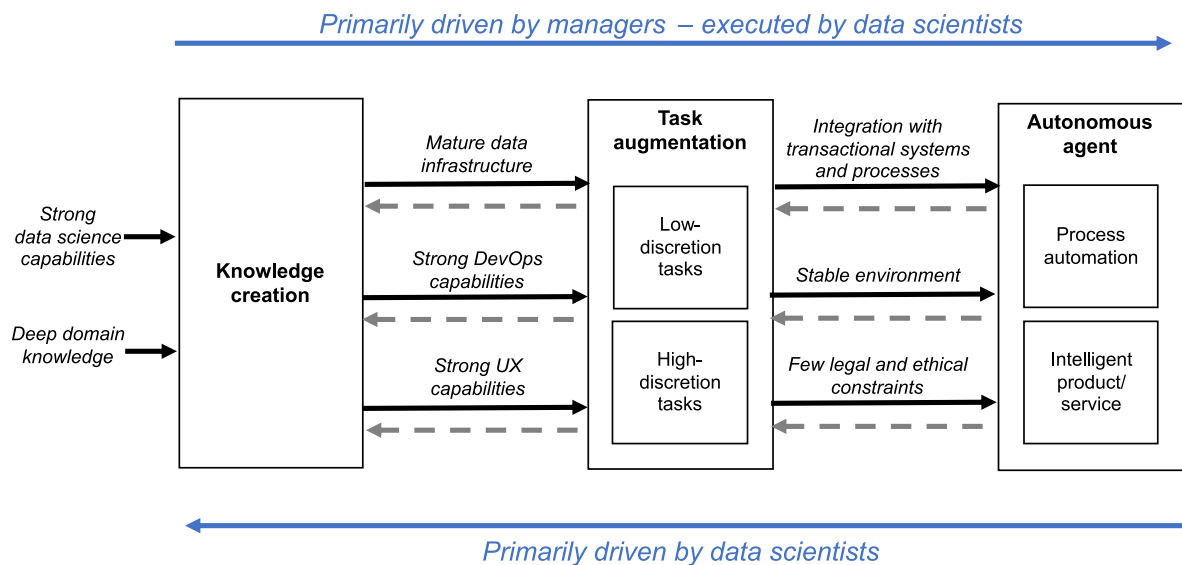 Primarily driven by managers – executed by data scientists
Strong
data science
capabilities
Deep domain
knowledge
Knowledge
creation
Mature data
infrastructure
Strong DevOps
capabilities
Strong UX
capabilities
Task
augmentation
Low-
discretion
tasks
High-
discretion
tasks
Integration with
transactional systems
and processes
Stable environment
Few legal and ethical
constraints
Autonomous
agent
Process
automation
Intelligent
product/
service
Primarily driven by data scientists